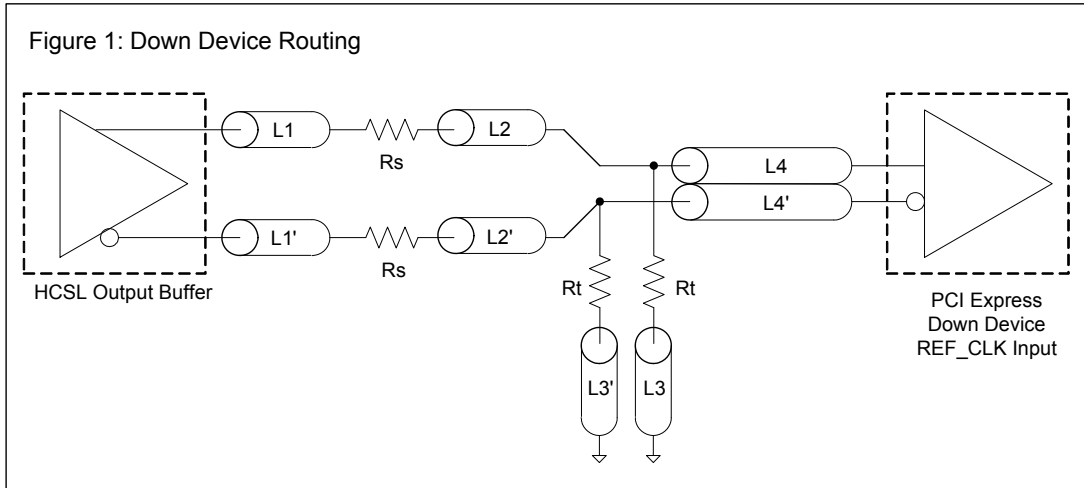 Figure 1: Down Device Routing
L1
Rs
L2
L4
L4'
L1'
Rs
L2'
HCSL Output Buffer
Rt
Rt
L3'
L3
PCI Express
Down Device
REF_CLK Input